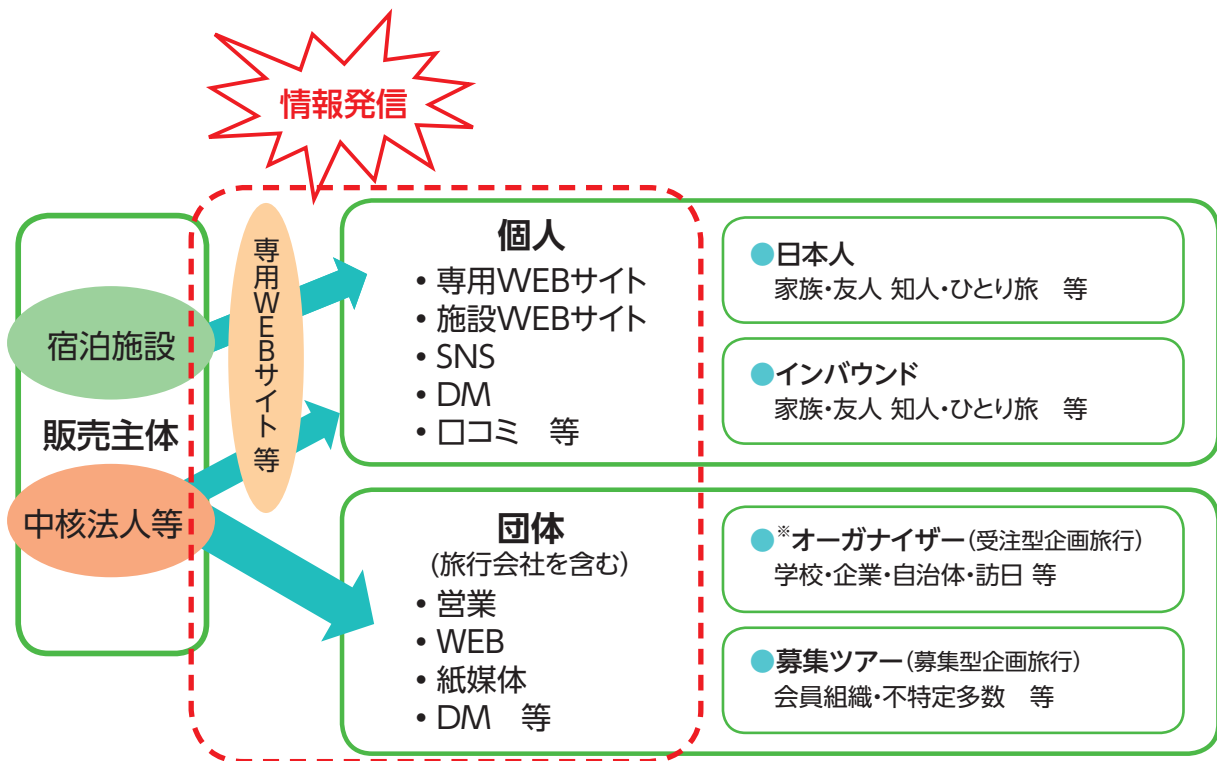 情報発信
宿泊施設
販売主体
中核法人等
専用WEBサイト 等
個人
• 専用WEBサイト
• 施設WEBサイト
• SNS
• DM
• 口コミ　等
●日本人
家族・友人 知人・ひとり旅　等
●インバウンド
家族・友人 知人・ひとり旅　等
団体
(旅行会社を含む)
• 営業
• WEB
• 紙媒体
• DM　等
●※オーガナイザー(受注型企画旅行)
学校・企業・自治体・訪日 等
●募集ツアー(募集型企画旅行)
会員組織・不特定多数　等